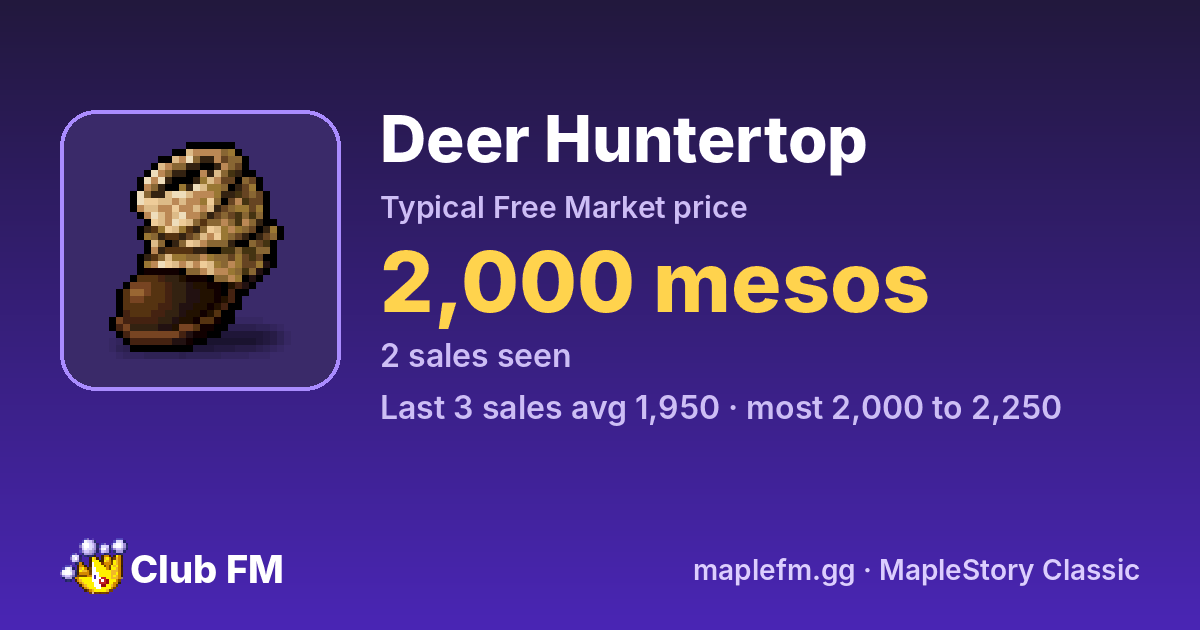 Deer Huntertop
Typical Free Market price
2,000 mesos
2 sales seen
Last 3 sales avg 1,950 · most 2,000 to 2,250
Club FM
maplefm.gg · MapleStory Classic